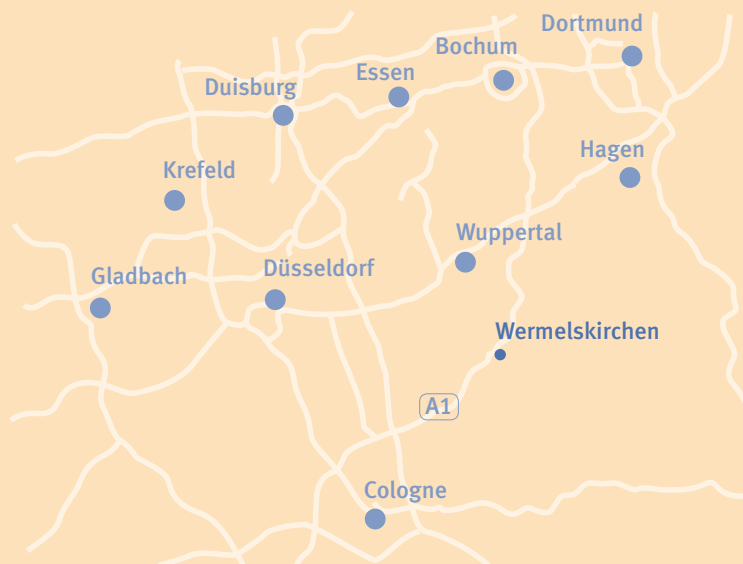 Dortmund
Bochum
Essen
Duisburg
Hagen
Krefeld
Wuppertal
Düsseldorf
Gladbach
Wermelskirchen
A1
Cologne